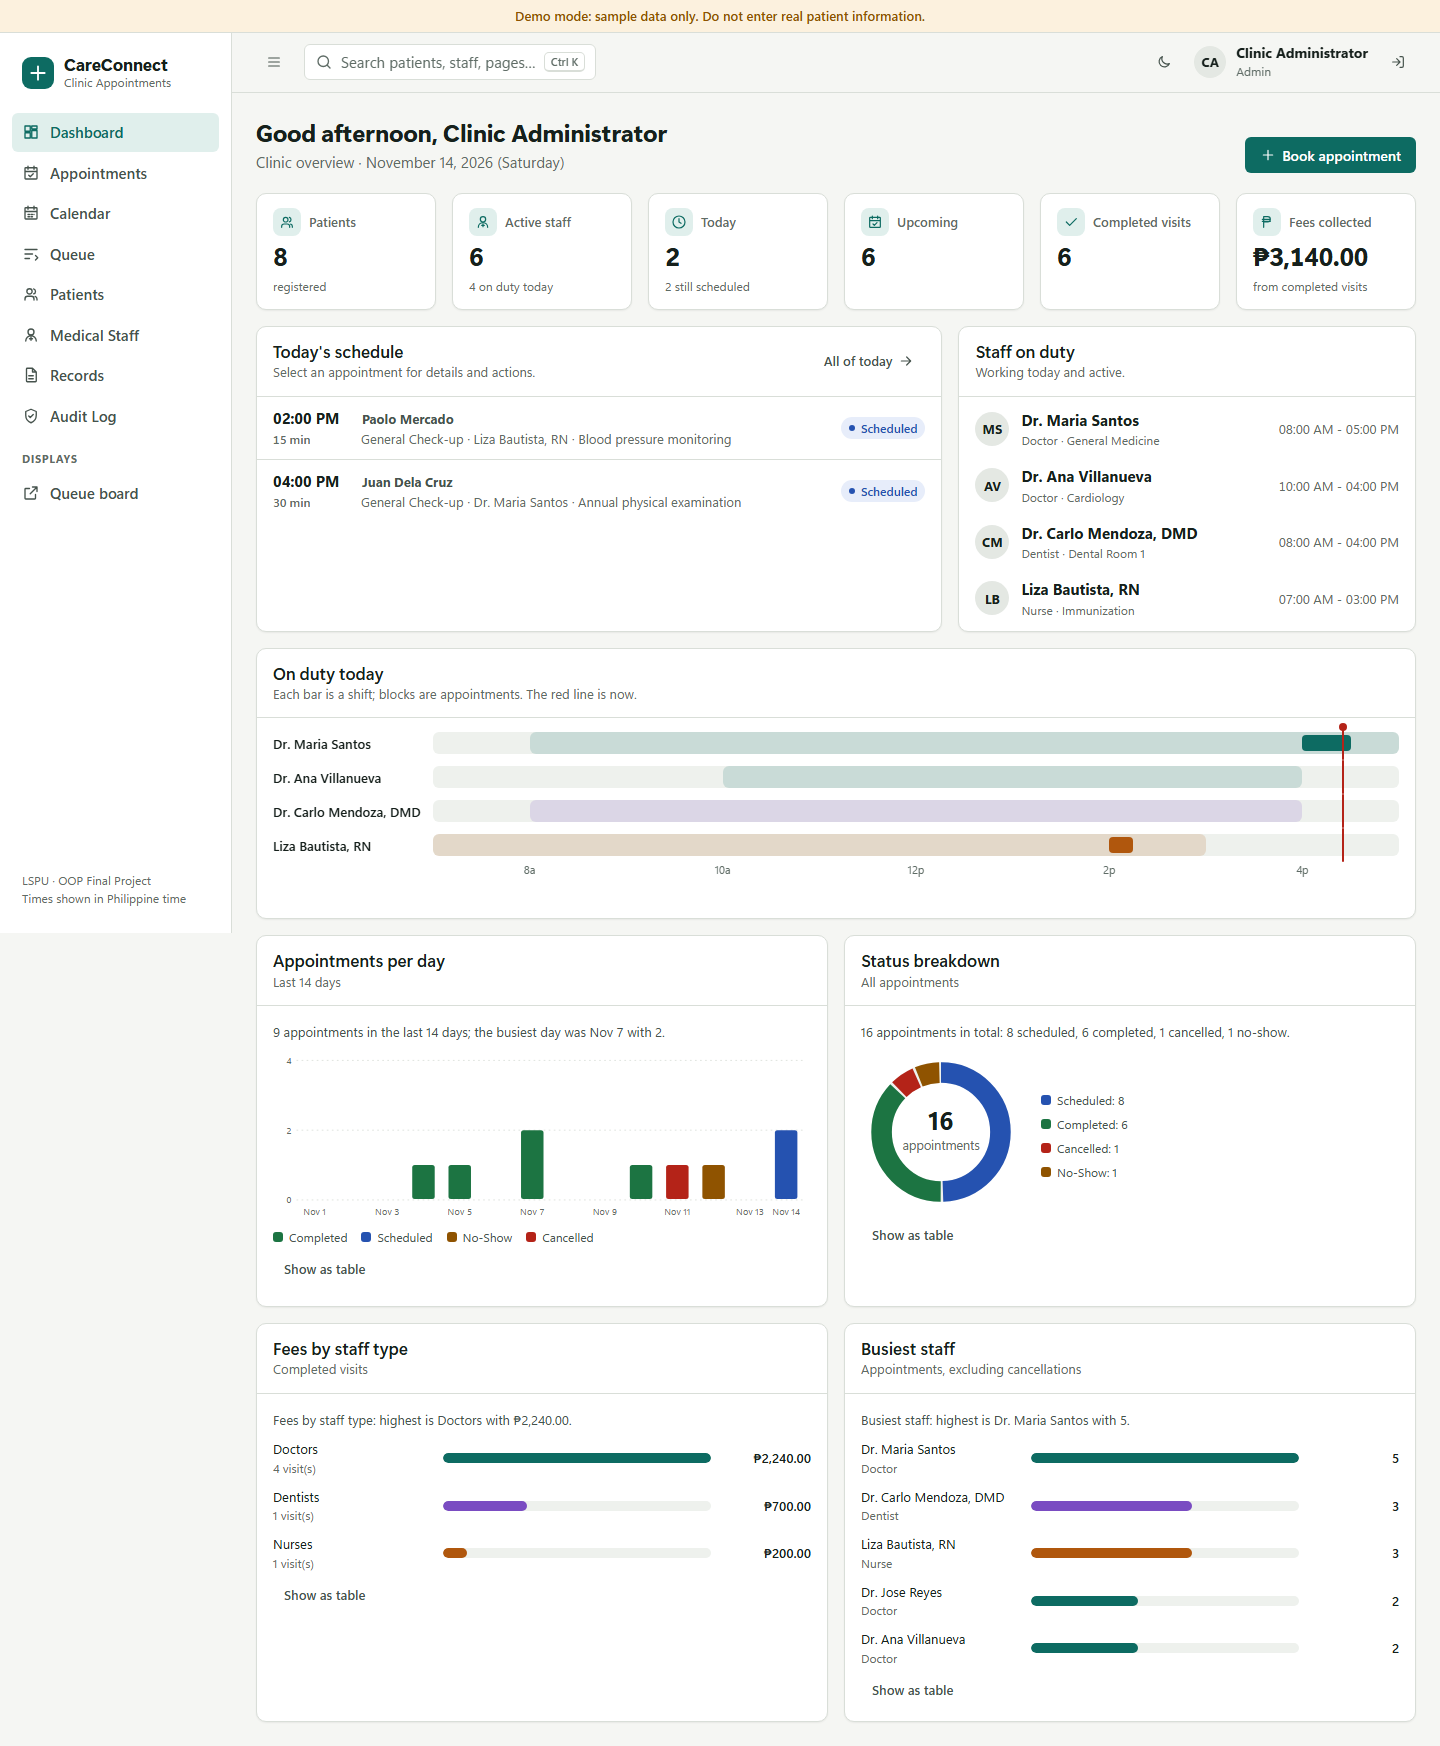 Demo mode: sample data only. Do not enter real patient information.
CareConnect
Clinic Appointments
Dashboard
Appointments
Calendar
Queue
Patients
Medical Staff
Records
Audit Log
DISPLAYS
Queue board
LSPU · OOP Final Project
Times shown in Philippine time
Search patients, staff, pages... Ctrl K
CA
Clinic Administrator
Admin
Good afternoon, Clinic Administrator
Clinic overview · November 14, 2026 (Saturday)
Book appointment
Patients
8
registered
Active staff
6
4 on duty today
Today
2
2 still scheduled
Upcoming
6
Completed visits
6
Fees collected
₱3,140.00
from completed visits
Today's schedule
Select an appointment for details and actions.
All of today
02:00 PM Paolo Mercado
15 min General Check-up · Liza Bautista, RN · Blood pressure monitoring
Scheduled
04:00 PM Juan Dela Cruz
30 min General Check-up · Dr. Maria Santos · Annual physical examination
Scheduled
Staff on duty
Working today and active.
MS
Dr. Maria Santos
Doctor · General Medicine
08:00 AM - 05:00 PM
AV
Dr. Ana Villanueva
Doctor · Cardiology
10:00 AM - 04:00 PM
CM
Dr. Carlo Mendoza, DMD
Dentist · Dental Room 1
08:00 AM - 04:00 PM
LB
Liza Bautista, RN
Nurse · Immunization
07:00 AM - 03:00 PM
On duty today
Each bar is a shift; blocks are appointments. The red line is now.
Dr. Maria Santos
Dr. Ana Villanueva
Dr. Carlo Mendoza, DMD
Liza Bautista, RN
8a 10a 12p 2p 4p
Appointments per day
Last 14 days
9 appointments in the last 14 days; the busiest day was Nov 7 with 2.
4
2
0
Nov 1 Nov 3 Nov 5 Nov 7 Nov 9 Nov 11 Nov 13 Nov 14
Completed Scheduled No-Show Cancelled
Show as table
Status breakdown
All appointments
16 appointments in total: 8 scheduled, 6 completed, 1 cancelled, 1 no-show.
16
appointments
Scheduled: 8
Completed: 6
Cancelled: 1
No-Show: 1
Show as table
Fees by staff type
Completed visits
Fees by staff type: highest is Doctors with ₱2,240.00.
Doctors
4 visit(s)
₱2,240.00
Dentists
1 visit(s)
₱700.00
Nurses
1 visit(s)
₱200.00
Show as table
Busiest staff
Appointments, excluding cancellations
Busiest staff: highest is Dr. Maria Santos with 5.
Dr. Maria Santos
Doctor
5
Dr. Carlo Mendoza, DMD
Dentist
3
Liza Bautista, RN
Nurse
3
Dr. Jose Reyes
Doctor
2
Dr. Ana Villanueva
Doctor
2
Show as table